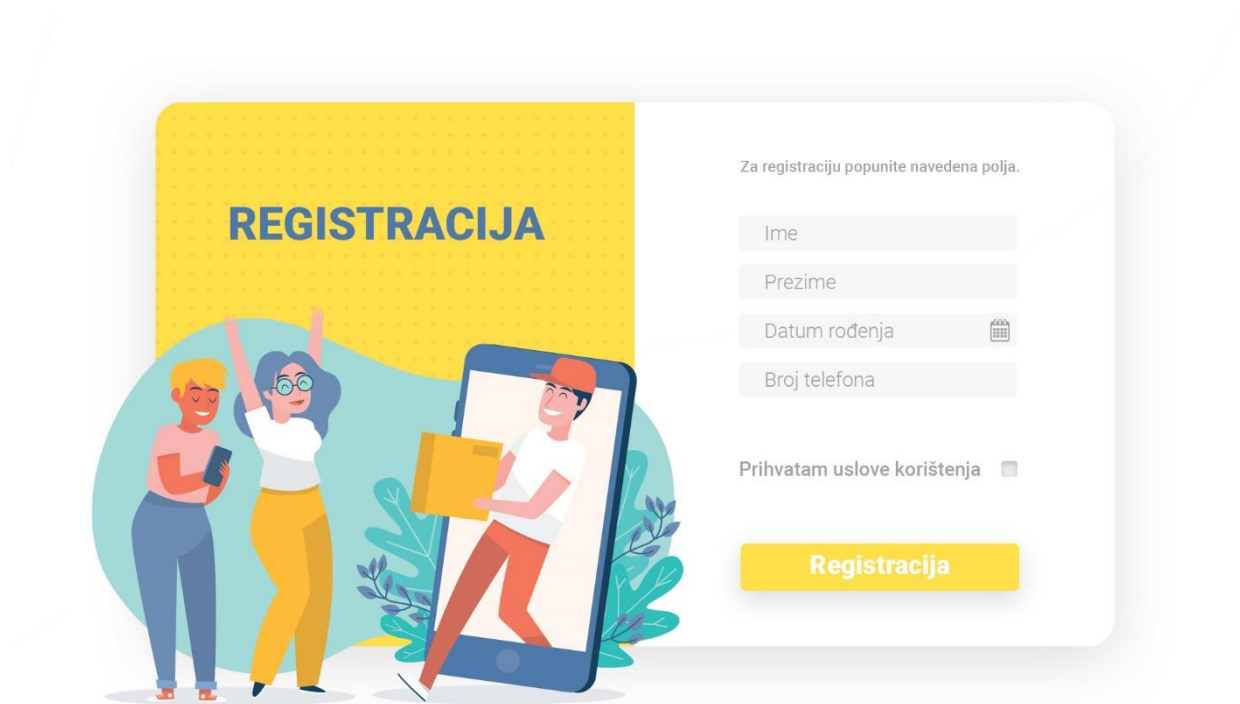 REGISTRACIJA
Za registraciju popunite navedena polja.
Ime
Prezime
Datum rođenja
Broj telefona
Prihvatam uslove korištenja
Registracija